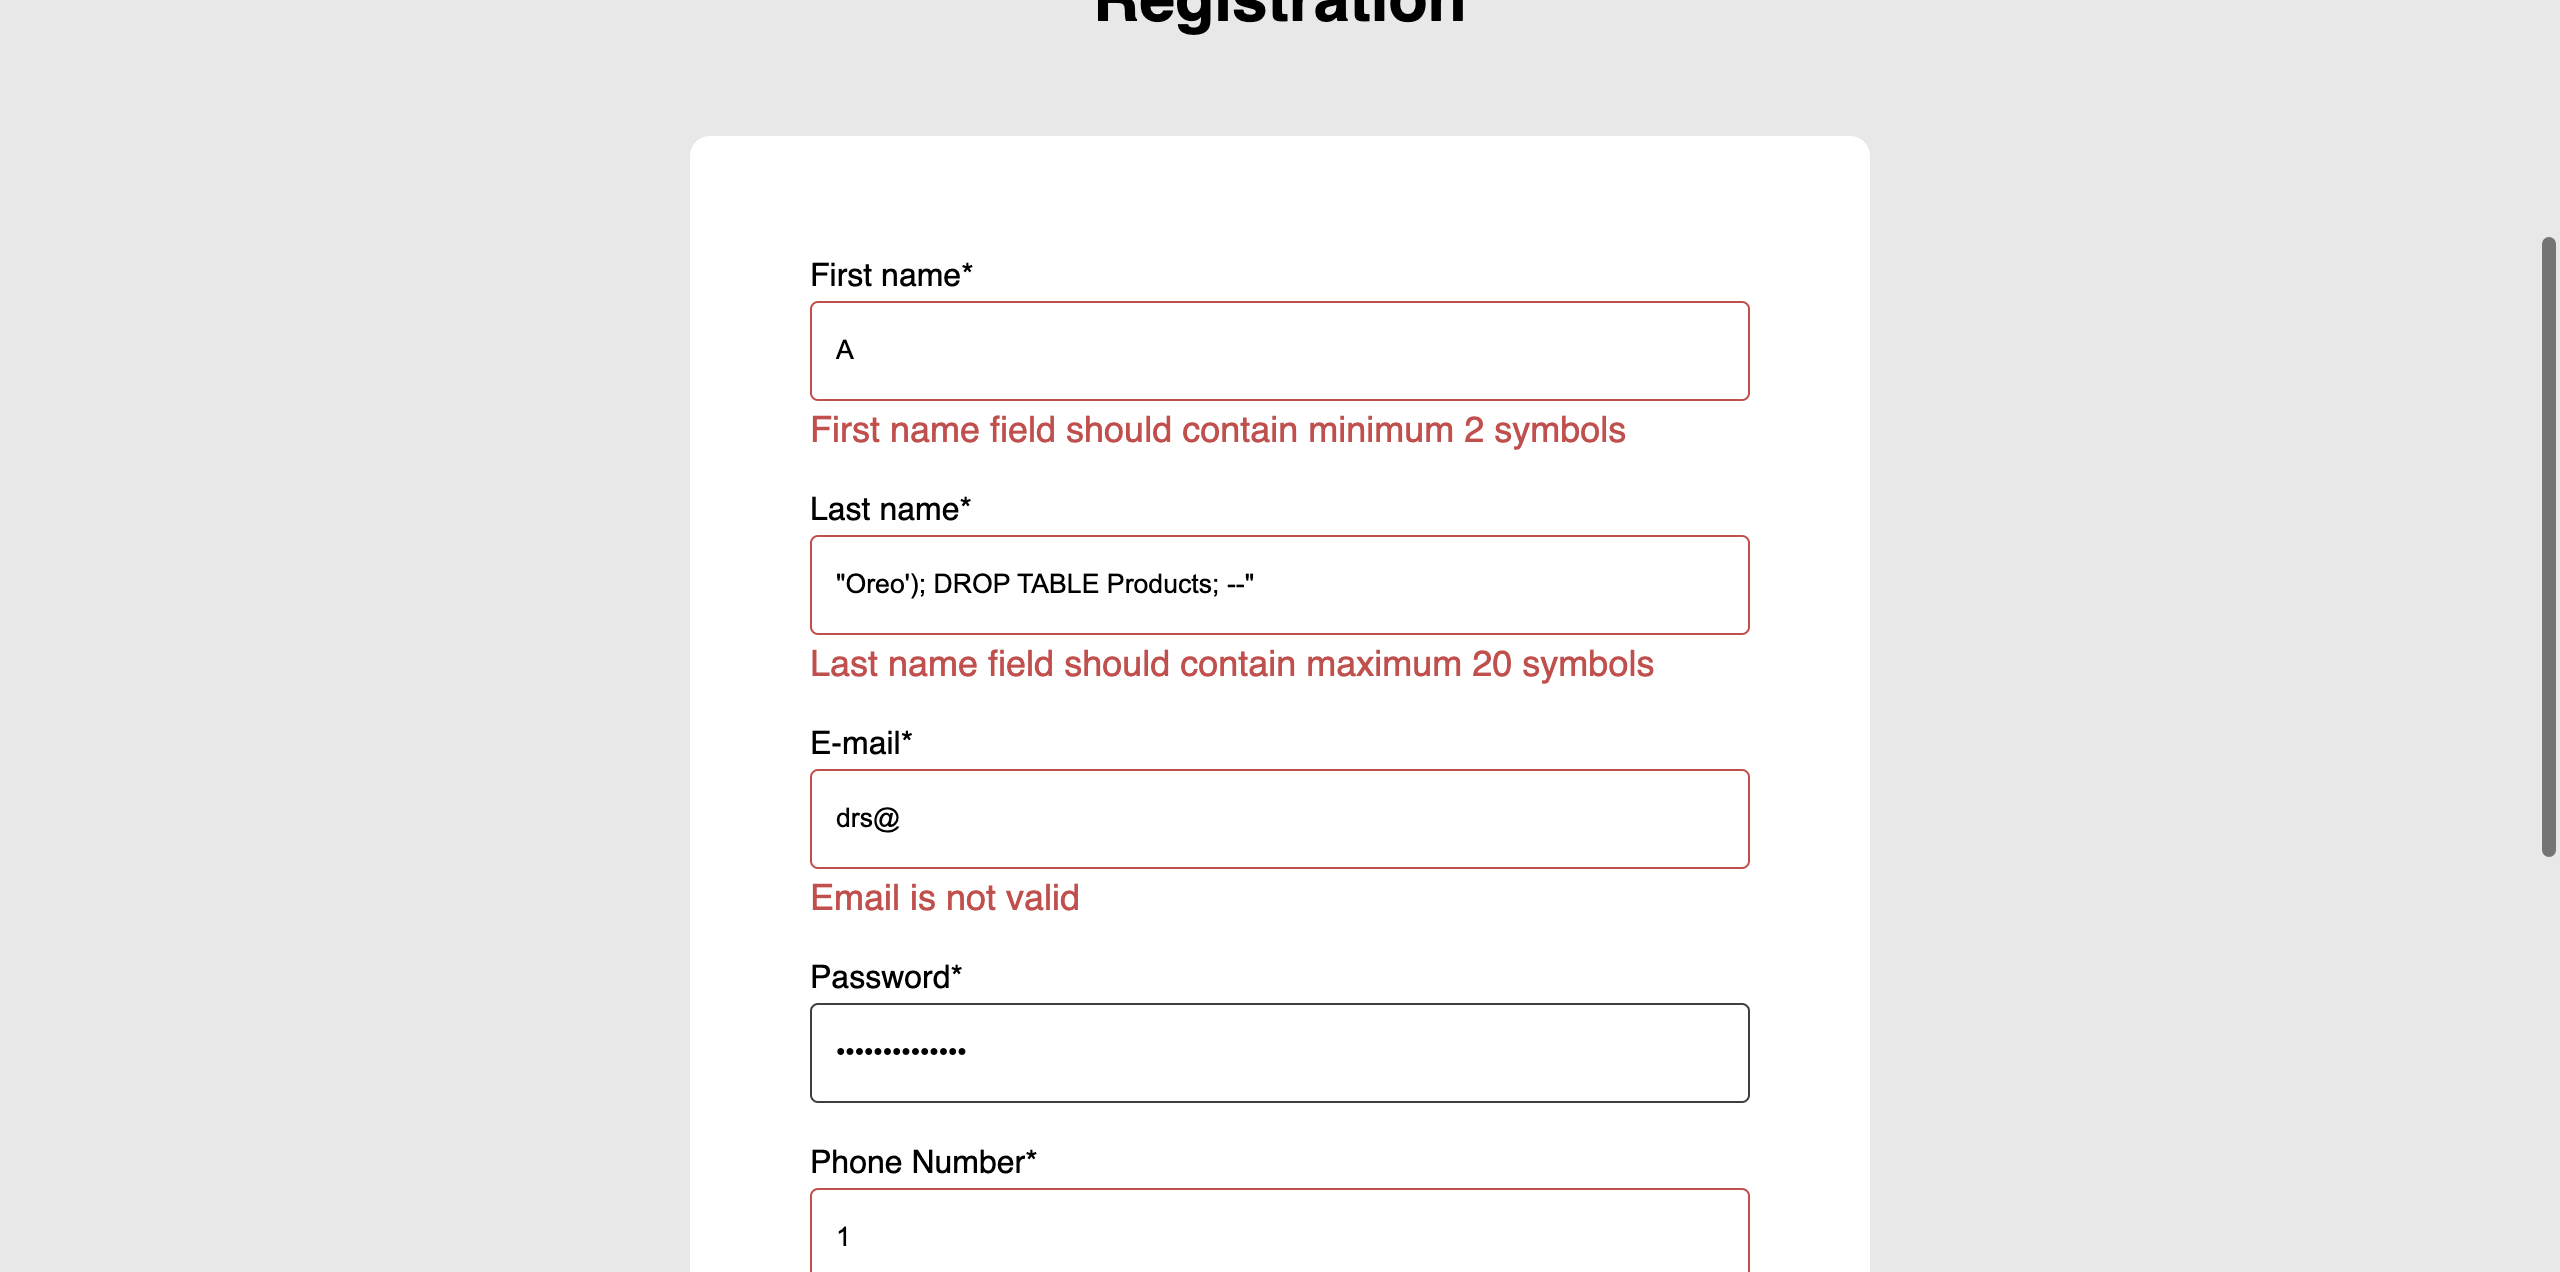 Registration
First name*
A
First name field should contain minimum 2 symbols
Last name*
"Oreo'); DROP TABLE Products; --"
Last name field should contain maximum 20 symbols
E-mail*
drs@
Email is not valid
Password*
••••••••••••••
Phone Number*
1